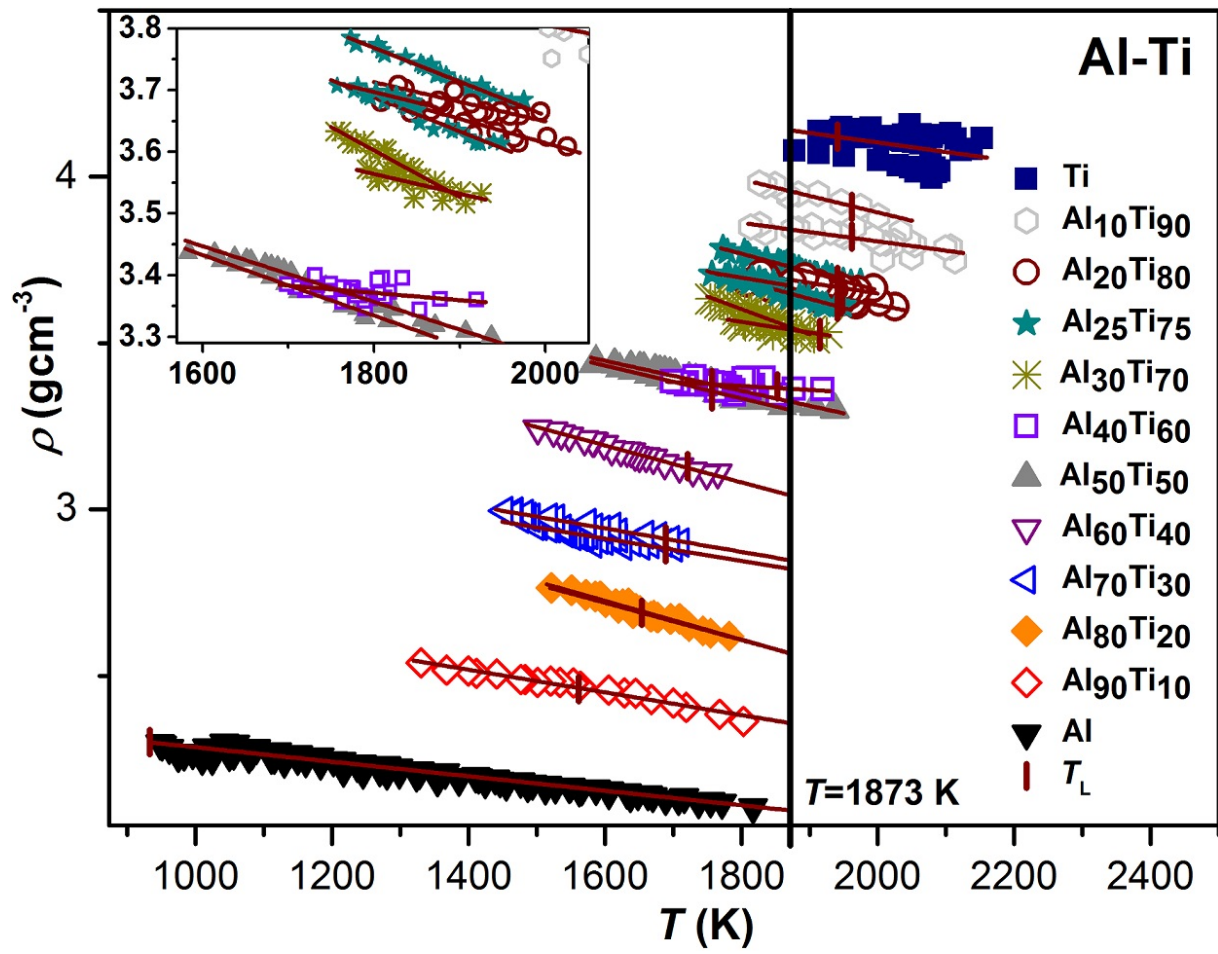 Al-Ti
3.8
3.7
3.6
3.5
3.4
3.3
1600 1800 2000
4
3
ρ (gcm-3)
Ti
Al10Ti90
Al20Ti80
Al25Ti75
Al30Ti70
Al40Ti60
Al50Ti50
Al60Ti40
Al70Ti30
Al80Ti20
Al90Ti10
Al
TL
T=1873 K
1000 1200 1400 1600 1800 2000 2200 2400
T (K)